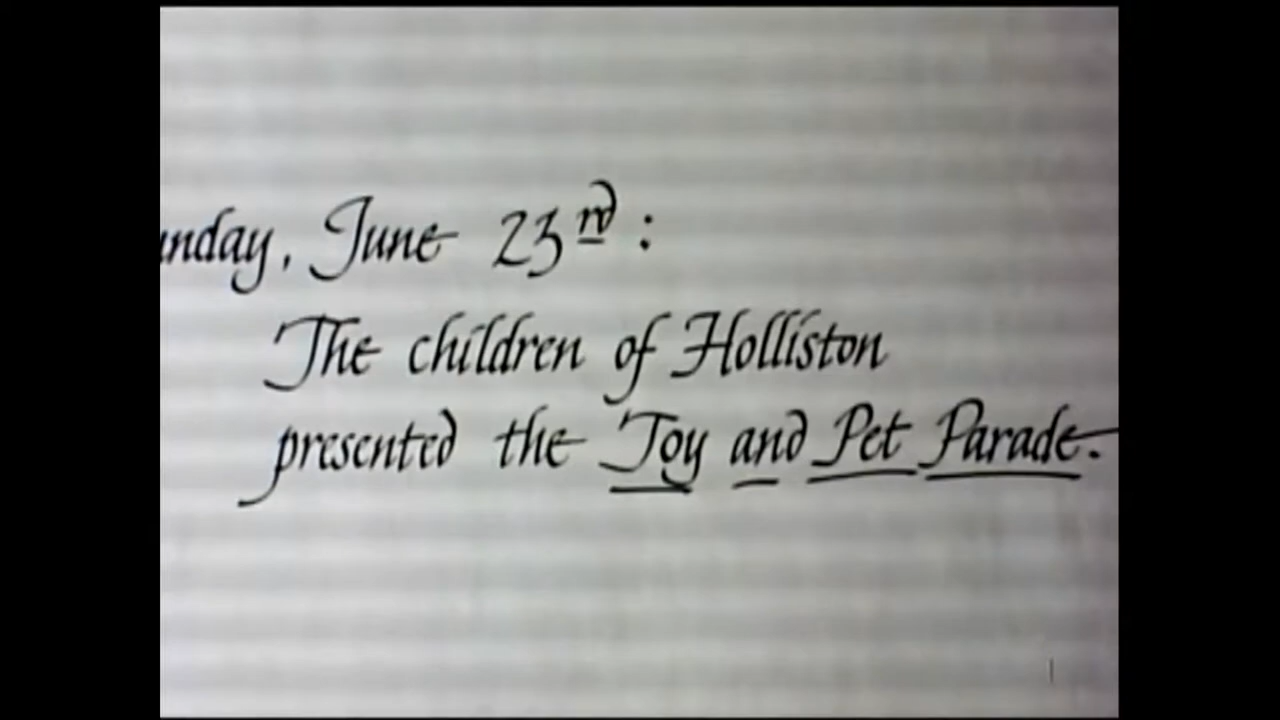 unday, June 23rd:
The children of Holliston
presented the Toy and Pet Parade.